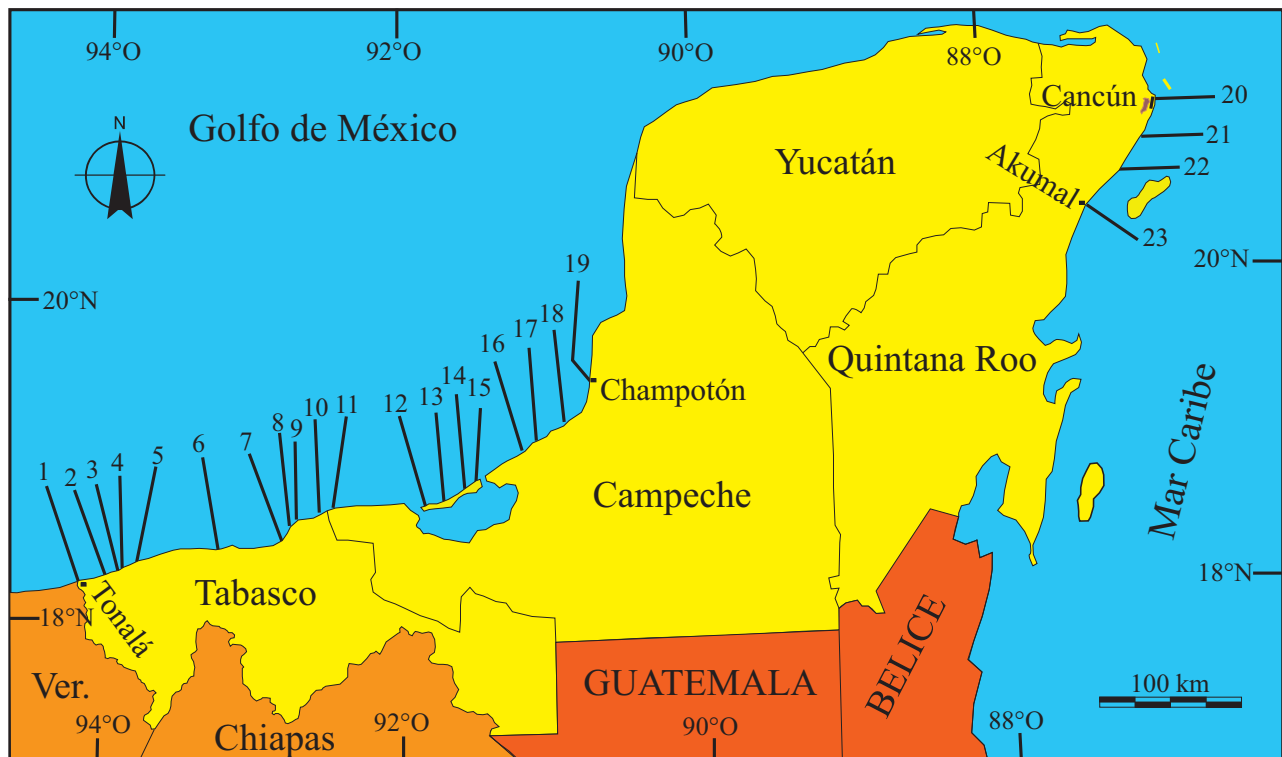 94°O
92°O
90°O
88°O
Cancún
20
N
Golfo de México
21
Yucatán
Akumal
22
23
19
20°N
20°N
18
17
16
Quintana Roo
Champotón
15
14
13
12
11
10
9
8
7
6
5
4
3
2
1
Mar Caribe
Campeche
18°N
Tabasco
Tonalá
18°N
BELICE
Ver.
GUATEMALA
100 km
94°O
Chiapas
92°O
90°O
88°O